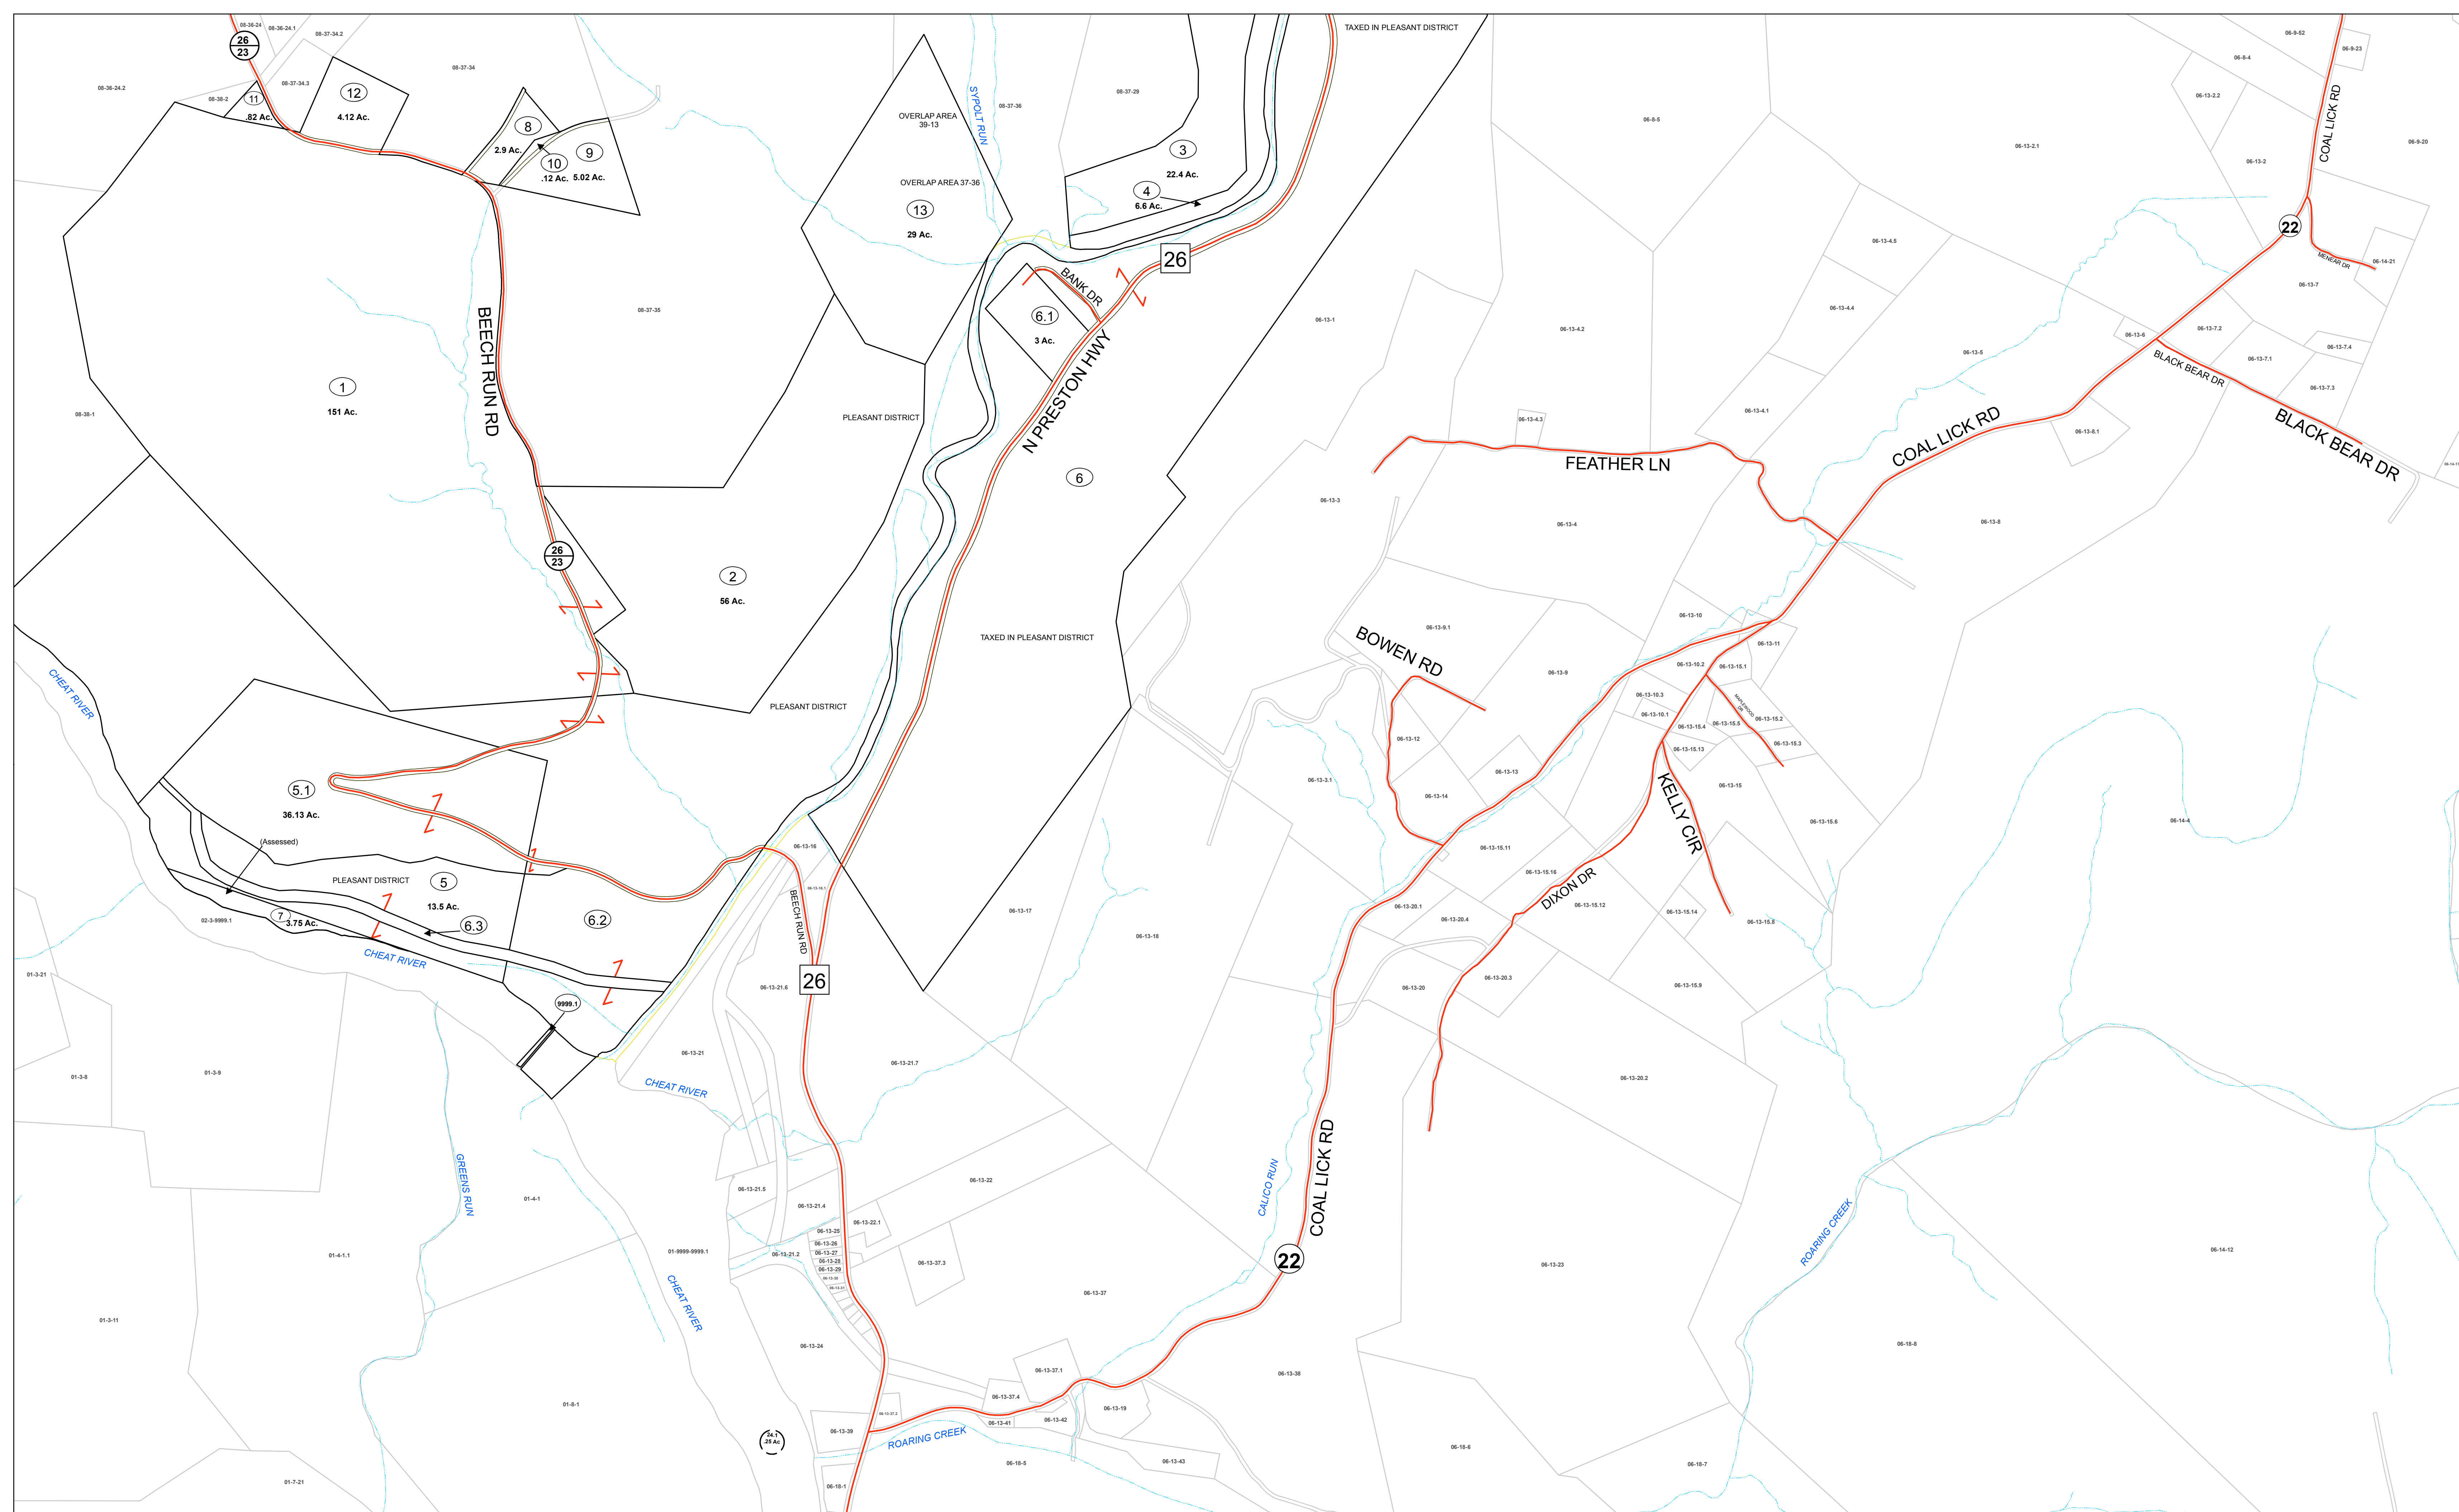 TAXED IN PLEASANT DISTRICT
08-36-24
08-36-24.1
08-37-34.2
26
23
08-37-34
08-36-24.2
08-37-34.3
08-38-2
11
.82 Ac.
12
4.12 Ac.
8
2.9 Ac.
10
.12 Ac.
9
5.02 Ac.
OVERLAP AREA
39-13
SYPOLT RUN
08-37-36
08-37-29
OVERLAP AREA 37-36
13
29 Ac.
3
22.4 Ac.
4
6.6 Ac.
26
BANK DR
6.1
3 Ac.
N PRESTON HWY
BEECH RUN RD
08-37-35
1
151 Ac.
08-38-1
PLEASANT DISTRICT
6
26
23
2
56 Ac.
TAXED IN PLEASANT DISTRICT
PLEASANT DISTRICT
CHEAT RIVER
5.1
36.13 Ac.
(Assessed)
PLEASANT DISTRICT
5
13.5 Ac.
7
3.75 Ac.
6.3
6.2
02-3-9999.1
CHEAT RIVER
9999.1
01-3-21
01-3-8
01-3-9
GREENS RUN
01-4-1
01-4-1.1
01-3-11
01-8-1
01-7-21
01-9999-9999.1
CHEAT RIVER
CHEAT RIVER
24.1
.25 Ac
06-13-16
06-13-16.1
BEECH RUN RD
26
06-13-21.6
06-13-21
06-13-21.7
06-13-17
06-13-18
06-13-21.5
06-13-21.4
06-13-22
06-13-22.1
06-13-25
06-13-26
06-13-27
06-13-28
06-13-29
06-13-30
06-13-31
06-13-21.2
06-13-37.3
06-13-37
06-13-24
06-13-37.1
06-13-37.4
06-13-39
06-13-41
06-13-42
06-13-19
06-13-43
06-13-38
ROARING CREEK
06-18-5
06-18-1
06-18-6
06-18-7
06-18-8
22
COAL LICK RD
CALICO RUN
06-13-23
06-13-20.2
06-13-20
06-13-20.1
06-13-20.4
06-13-20.3
06-13-15.9
06-13-15.14
06-13-15.12
06-13-15.16
06-13-15.11
DIXON DR
KELLY CIR
06-13-15.8
06-13-15.6
06-13-15
06-13-15.13
06-13-15.3
06-13-15.2
06-13-15.5
06-13-15.4
06-13-15.1
MAPLEWOOD
DR
06-13-10.1
06-13-10.3
06-13-10.2
06-13-11
06-13-10
06-13-9
06-13-9.1
BOWEN RD
06-13-12
06-13-14
06-13-13
06-13-3.1
06-13-3
06-13-1
06-13-4
FEATHER LN
06-13-4.3
06-13-4.1
06-13-4.2
06-13-4.4
06-13-4.5
06-8-5
06-13-5
06-13-8
COAL LICK RD
06-13-8.1
BLACK BEAR DR
BLACK BEAR DR
06-13-6
06-13-7.2
06-13-7.1
06-13-7.3
06-13-7.4
06-13-7
MENEAR DR
06-14-21
22
COAL LICK RD
06-13-2
06-13-2.1
06-13-2.2
06-8-4
06-9-52
06-9-23
06-9-20
06-14-4
06-14-12
ROARING CREEK